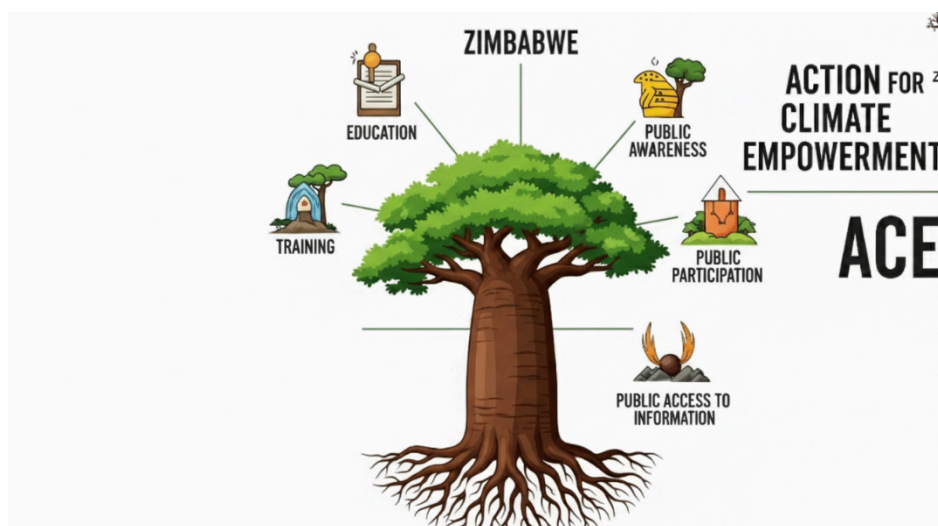 ZIMBABWE
EDUCATION
PUBLIC
AWARENESS
TRAINING
PUBLIC
PARTICIPATION
PUBLIC ACCESS TO
INFORMATION
ACTION FOR
CLIMATE
EMPOWERMENT
ACE